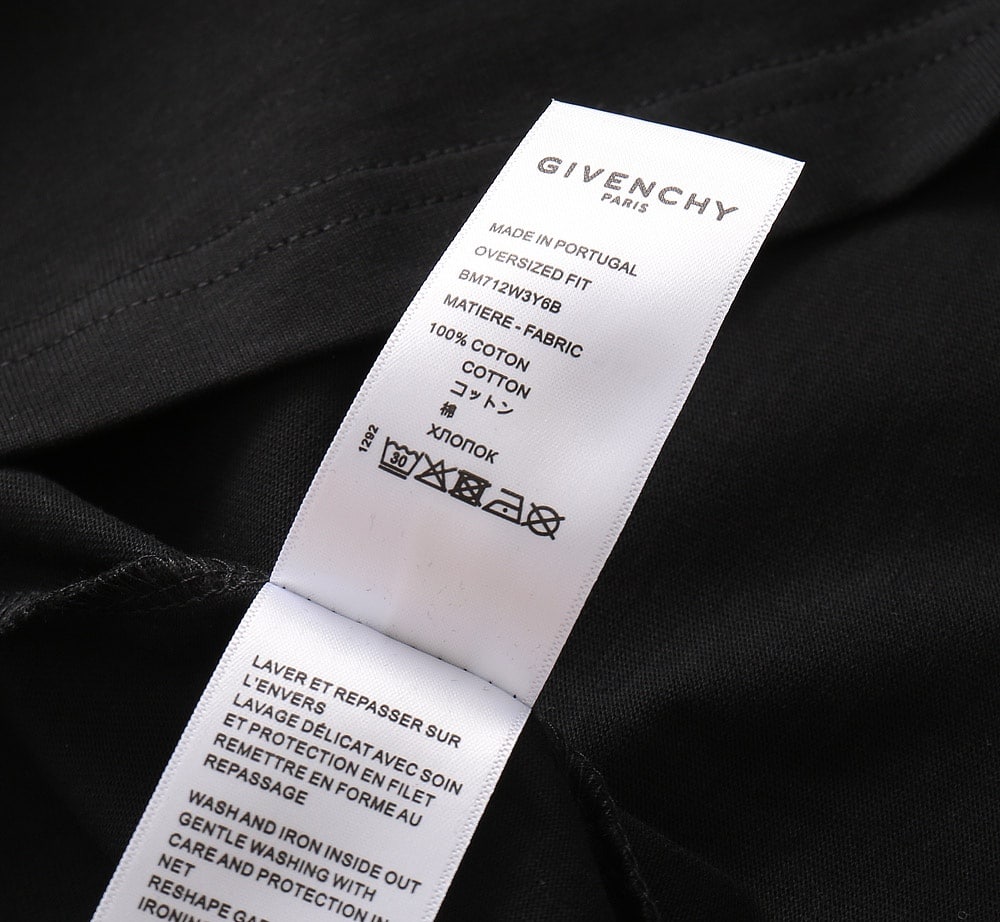 GIVENCHY
PARIS
MADE IN PORTUGAL
OVERSIZED FIT
BM712W3Y6B
MATIERE - FABRIC
100% COTON
COTTON
コットン
棉
ХЛОПОК
1292
30
LAVER ET REPASSER SUR
L'ENVERS
LAVAGE DÉLICAT AVEC SOIN
ET PROTECTION EN FILET
REMETTRE EN FORME AU
REPASSAGE
WASH AND IRON INSIDE OUT
GENTLE WASHING WITH
CARE AND PROTECTION IN
NET
RESHAPE